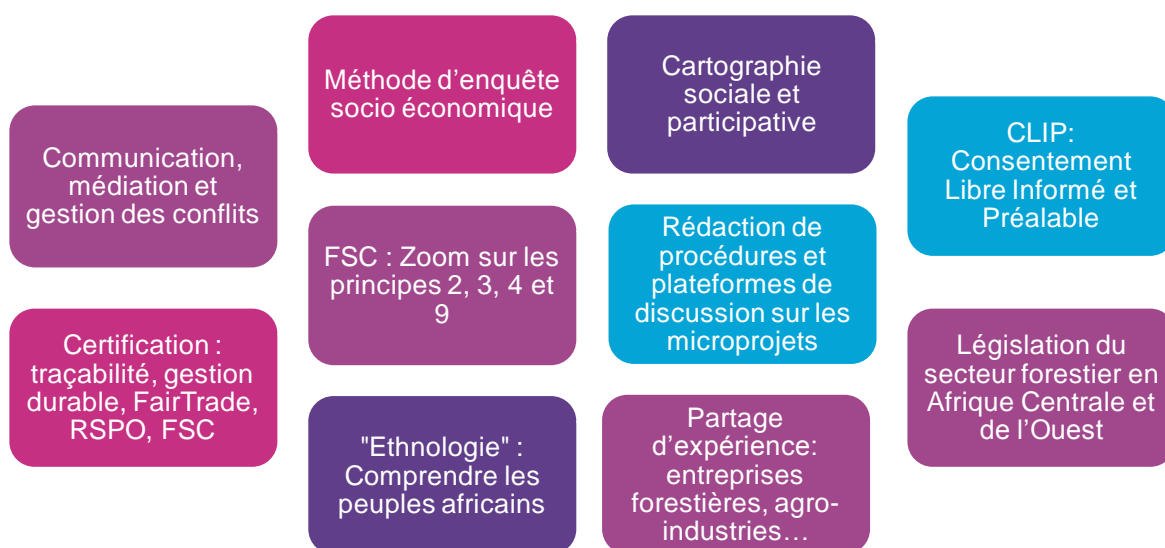 Communication,
médiation et
gestion des conflits
Certification :
traçabilité, gestion
durable, FairTrade,
RSPO, FSC
Méthode d'enquête
socio économique
FSC : Zoom sur les
principes 2, 3, 4 et
9
"Ethnologie" :
Comprendre les
peuples africains
Cartographie
sociale et
participative
Rédaction de
procédures et
plateformes de
discussion sur les
microprojets
Partage
d'expérience:
entreprises
forestières, agro-
industries…
CLIP:
Consentement
Libre Informé et
Préalable
Législation du
secteur forestier en
Afrique Centrale et
de l'Ouest